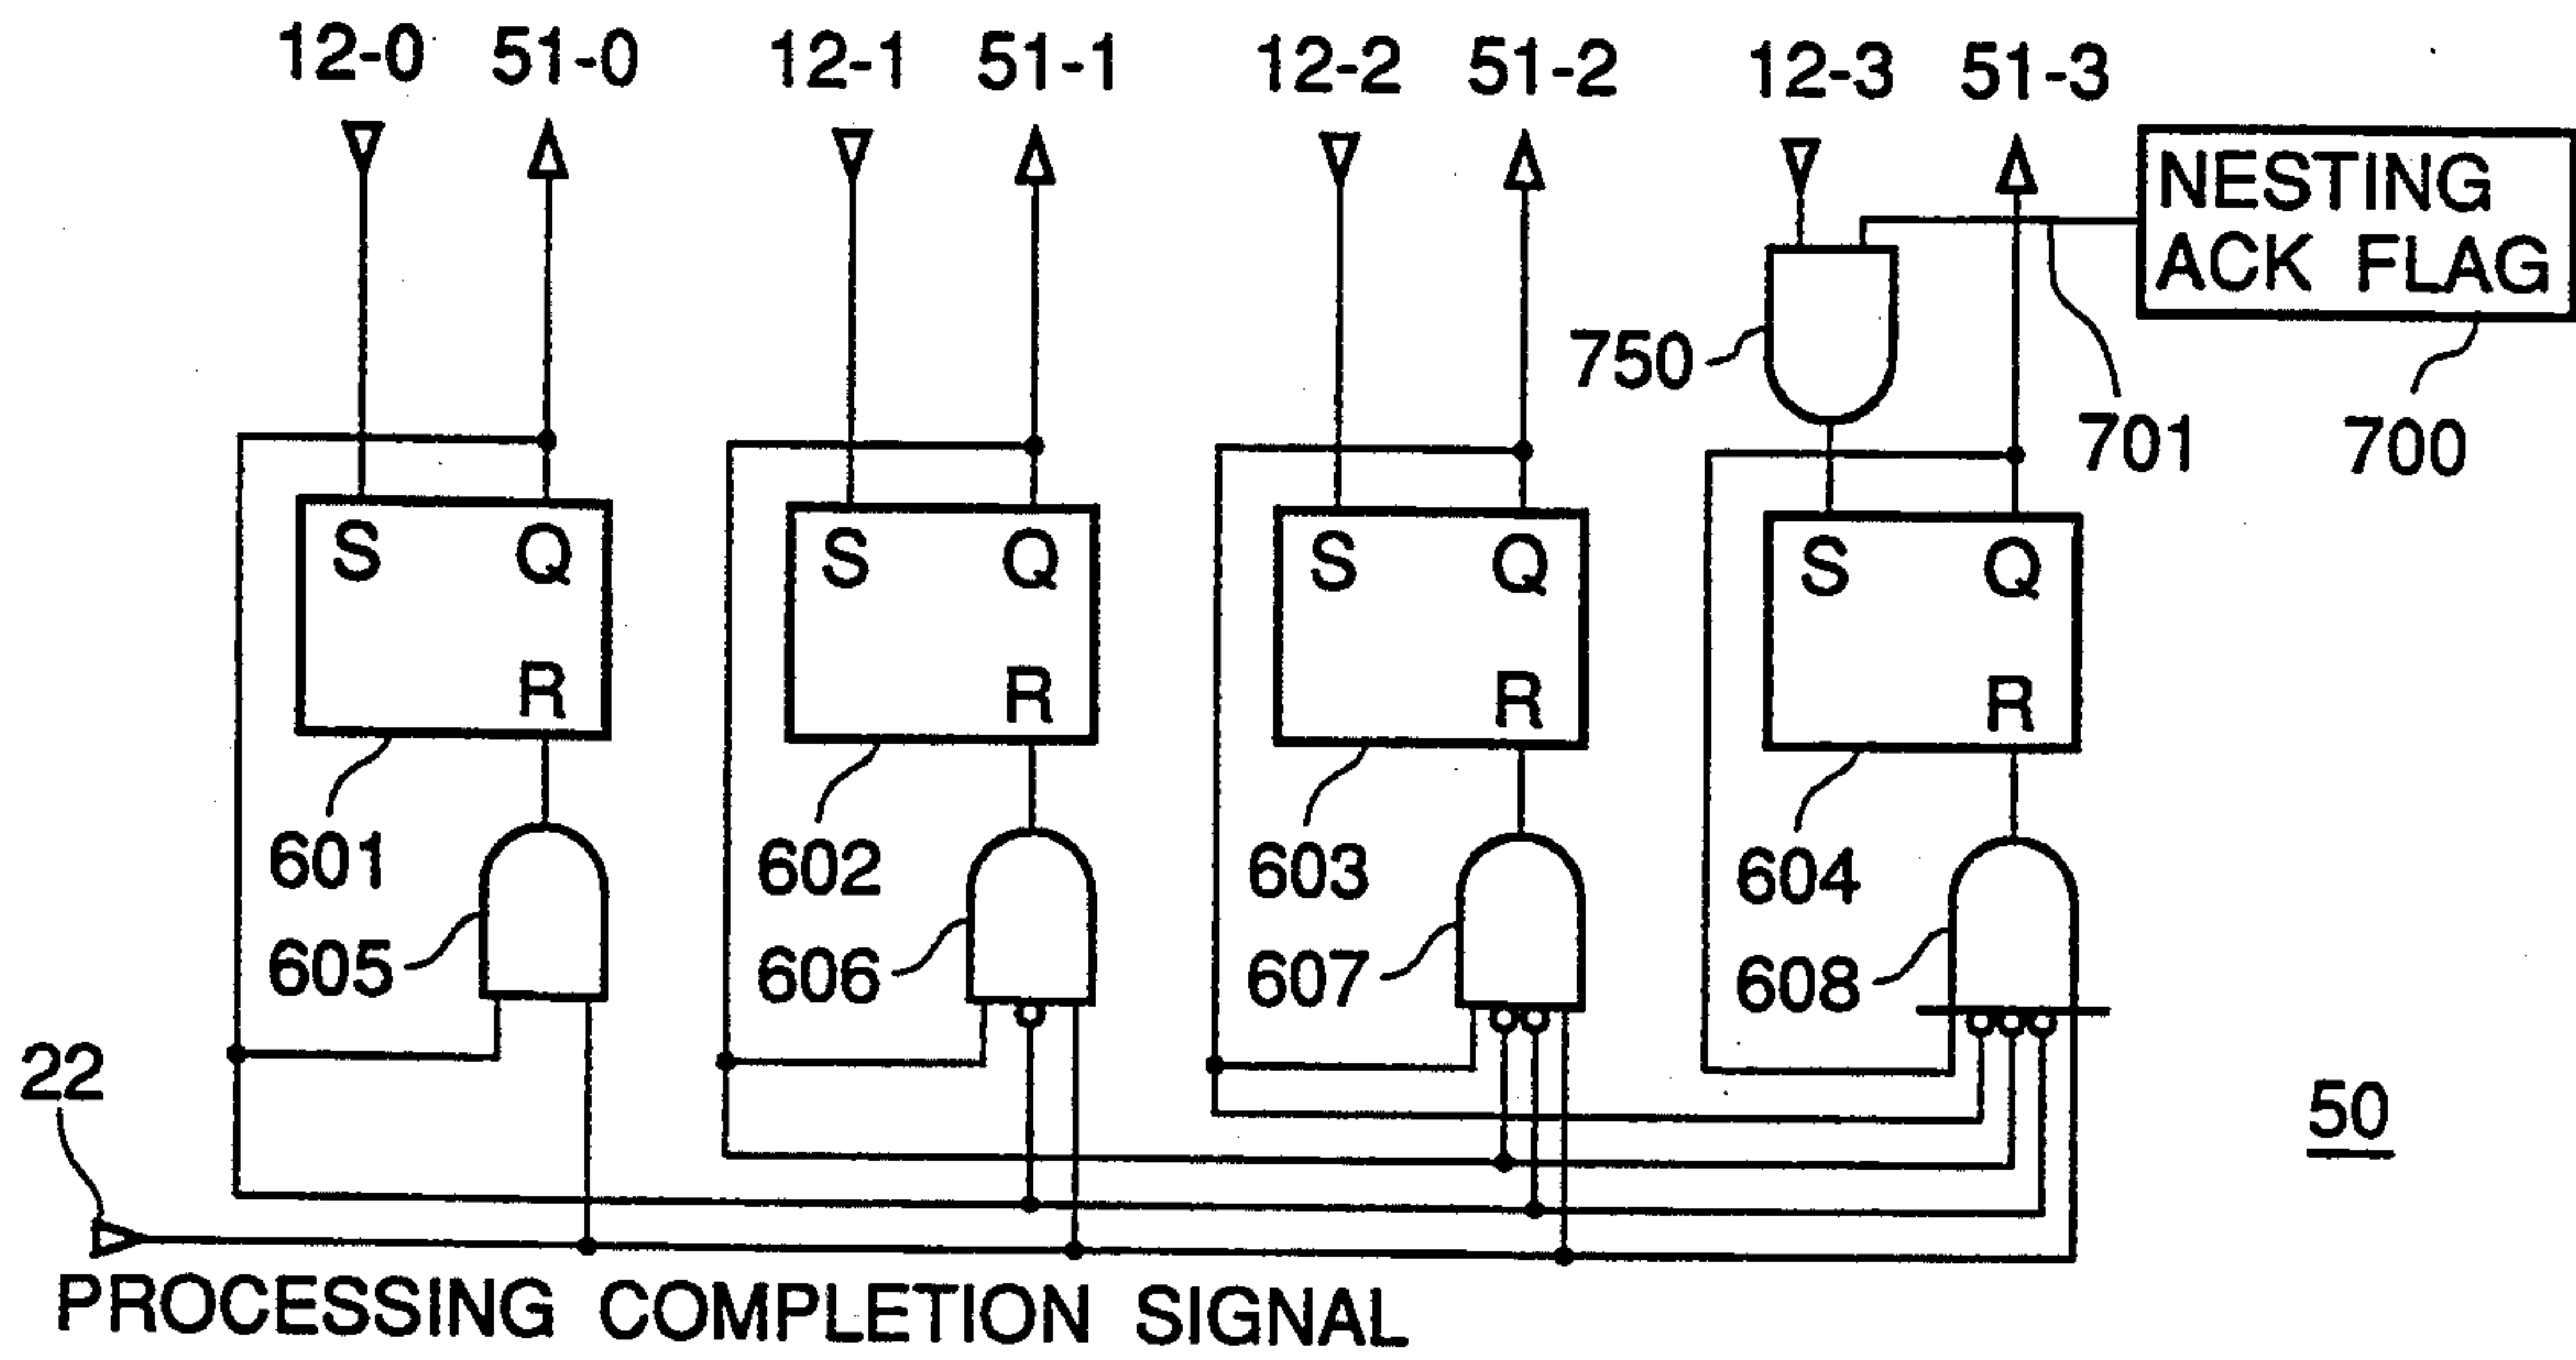 12-0 51-0 12-1 51-1 12-2 51-2 12-3 51-3
NESTING
ACK FLAG
750
701
700
S Q S Q S Q S Q
R R R R
601 602 603 604
605 606 607 608
22
50
PROCESSING COMPLETION SIGNAL